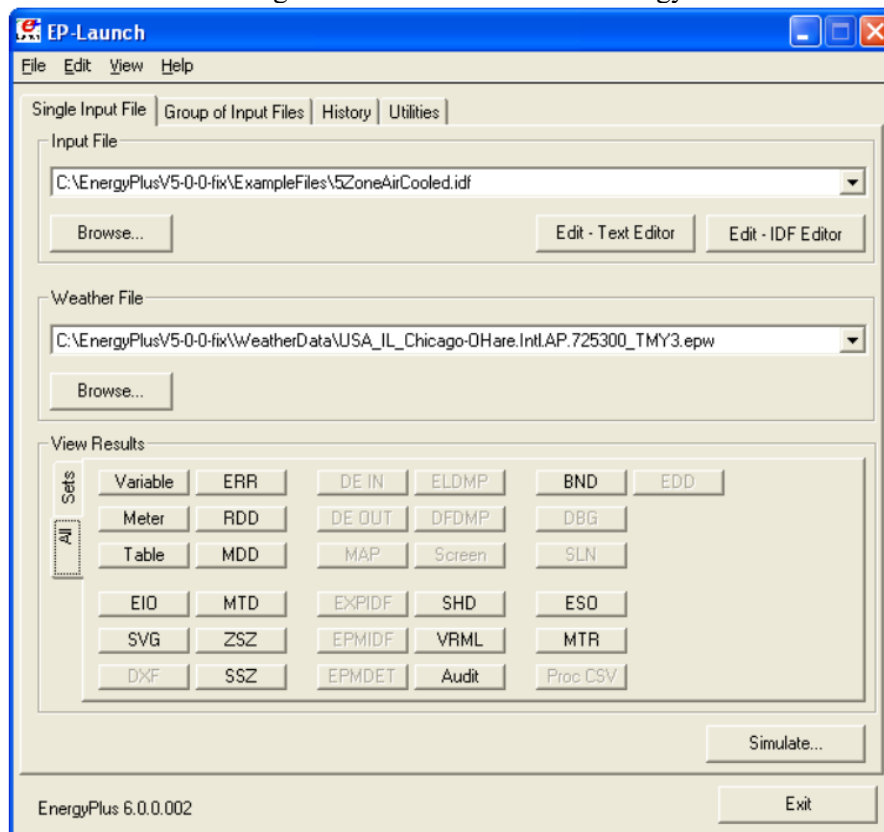 EP-Launch
File Edit View Help
Single Input File Group of Input Files History Utilities
Input File
C:\EnergyPlusV5-0-0-fix\ExampleFiles\5ZoneAirCooled.idf
Browse... Edit - Text Editor Edit - IDF Editor
Weather File
C:\EnergyPlusV5-0-0-fix\WeatherData\USA_IL_Chicago-OHare.Intl.AP.725300_TMY3.epw
Browse...
View Results
Sets
All
Variable ERR DE IN ELDMP BND EDD
Meter RDD DE OUT DFDMP DBG
Table MDD MAP Screen SLN
EIO MTD EXPIDF SHD ESO
SVG ZSZ EPMIDF VRML MTR
DXF SSZ EPMDET Audit Proc CSV
Simulate...
EnergyPlus 6.0.0.002 Exit